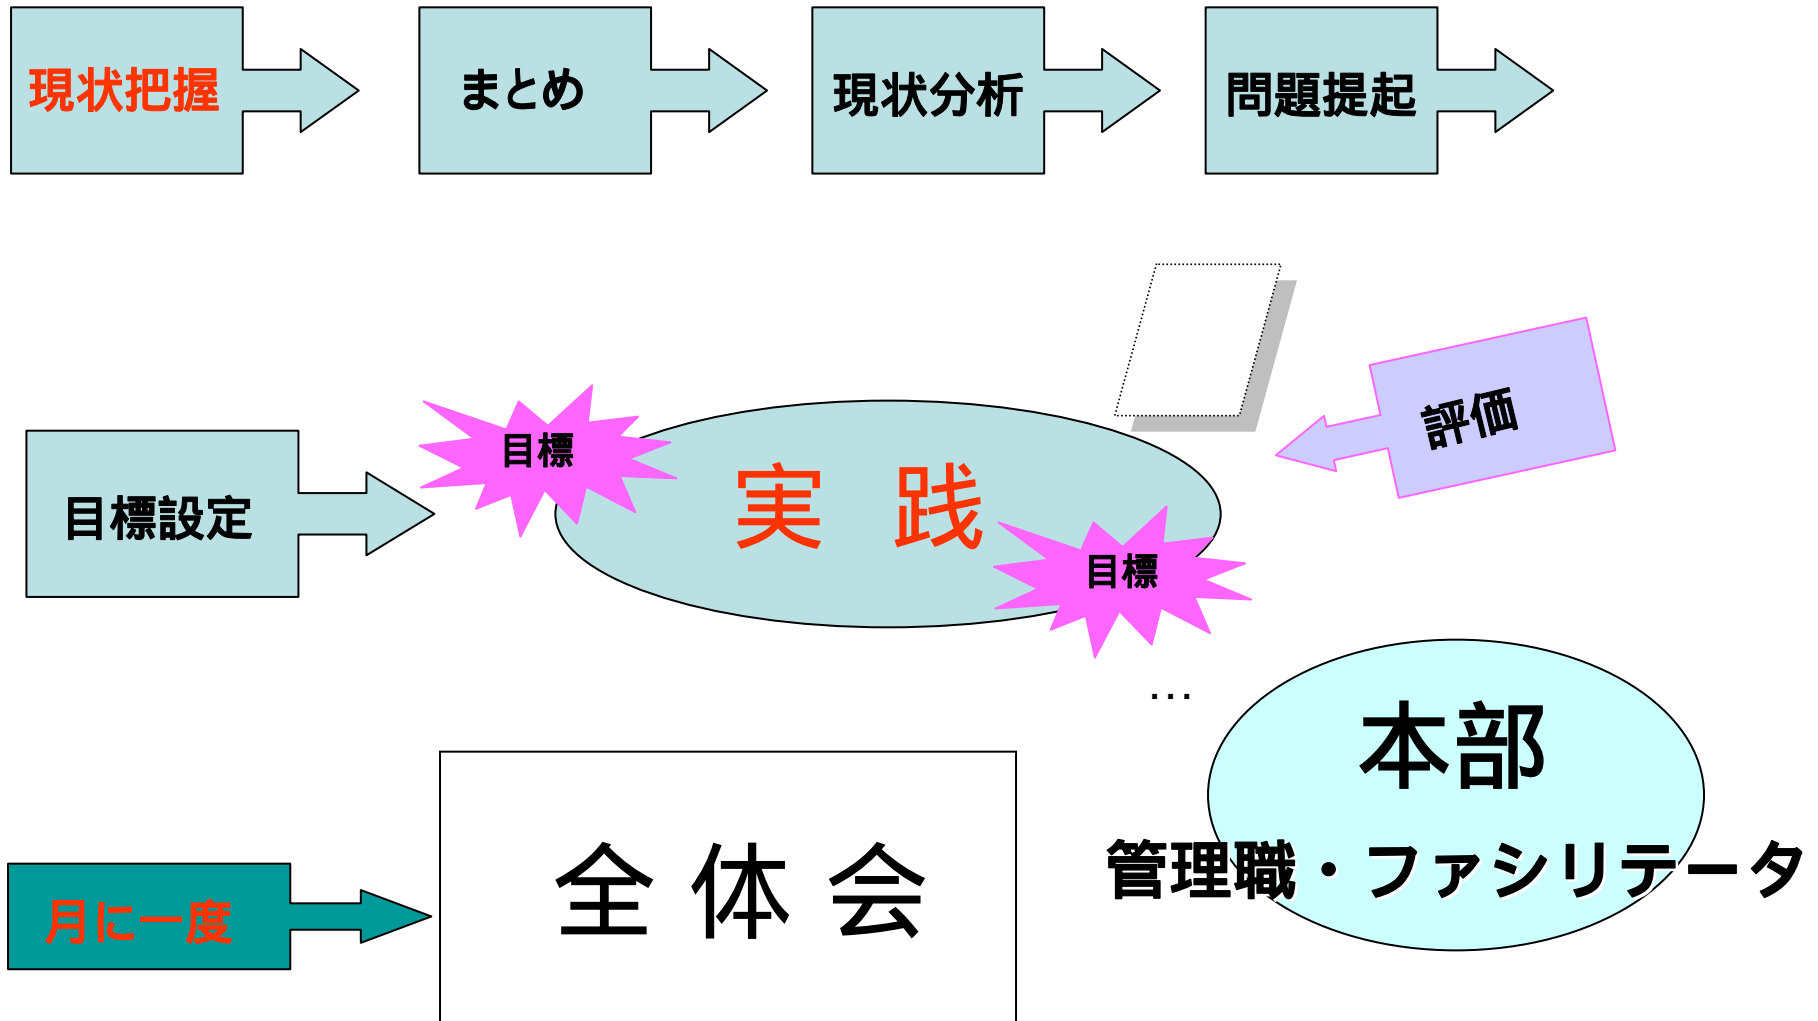 現状把握
まとめ
現状分析
問題提起
評価
目標
実 践
目標設定
目標
…
本部
管理職・ファシリテータ
全 体 会
月に一度